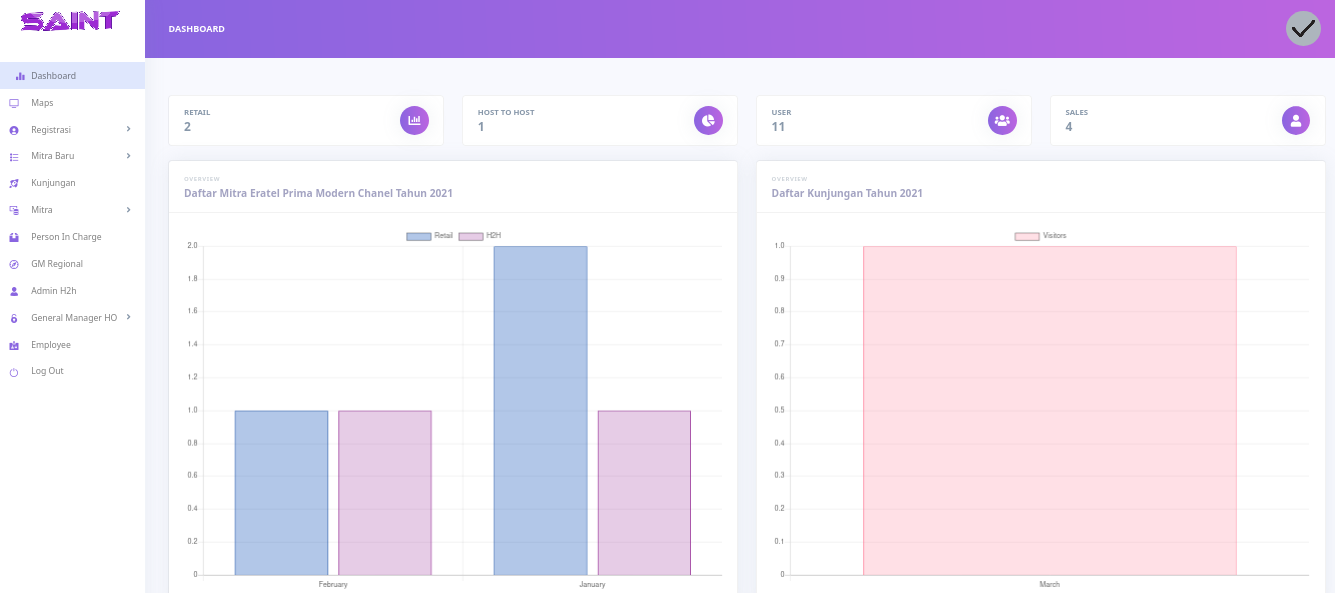 SAINT
DASHBOARD
Dashboard
Maps
Registrasi
Mitra Baru
Kunjungan
Mitra
Person In Charge
GM Regional
Admin H2h
General Manager HO
Employee
Log Out
RETAIL
2
HOST TO HOST
1
USER
11
SALES
4
OVERVIEW
Daftar Mitra Eratel Prima Modern Chanel Tahun 2021
Retail H2H
2.0
1.8
1.6
1.4
1.2
1.0
0.8
0.6
0.4
0.2
0
February January
OVERVIEW
Daftar Kunjungan Tahun 2021
Visitors
1.0
0.9
0.8
0.7
0.6
0.5
0.4
0.3
0.2
0.1
0
March